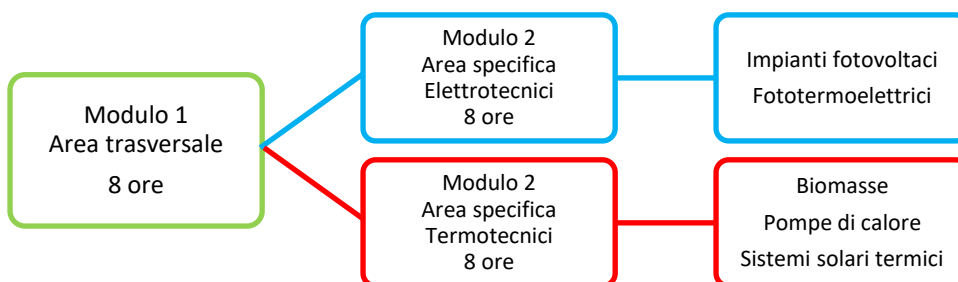 Modulo 1
Area trasversale
8 ore
Modulo 2
Area specifica
Elettrotecnici
8 ore
Impianti fotovoltaci
Fototermoelettrici
Modulo 2
Area specifica
Termotecnici
8 ore
Biomasse
Pompe di calore
Sistemi solari termici